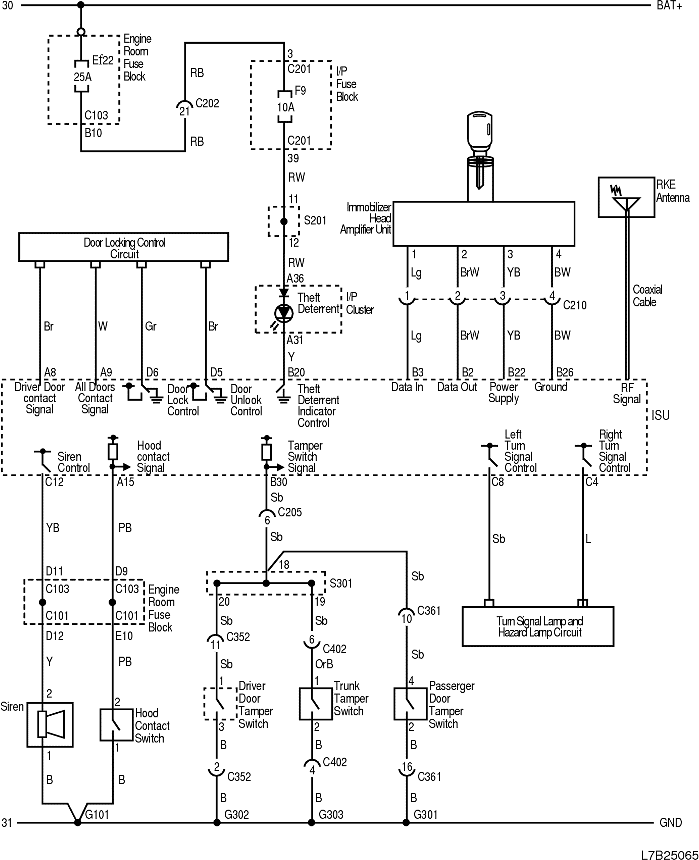 30
BAT+
Engine
Room
Fuse
Block
Ef22
25A
C103
B10
RB
21
C202
RB
3
C201
F9
10A
C201
39
I/P
Fuse
Block
RW
11
S201
12
RW
A36
Theft
Deterrent
I/P
Cluster
A31
Y
B20
Immobilizer
Head
Amplifier Unit
1
2
3
4
Lg
BrW
YB
BW
1
2
3
4
C210
Lg
BrW
YB
BW
B3
B2
B22
B26
RKE
Antenna
Coaxial
Cable
Door Locking Control
Circuit
Br
W
Gr
Br
A8
A9
D6
D5
Driver Door
contact
Signal
All Doors
Contact
Signal
Door
Lock
Control
Door
Unlook
Control
Theft
Deterrent
Indicator
Control
Data In
Data Out
Power
Supply
Ground
RF
Signal
ISU
Siren
Control
Hood
contact
Signal
Tamper
Switch
Signal
Left
Turn
Signal
Control
Right
Turn
Signal
Control
C12
A15
B30
C8
C4
YB
PB
Sb
6
C205
Sb
Sb
L
D11
D9
C103
C103
C101
C101
Engine
Room
Fuse
Block
D12
E10
Y
PB
18
S301
20
19
Sb
Sb
Sb
11
C352
6
C402
10
C361
Sb
OrB
Sb
Turn Signal Lamp and
Hazard Lamp Circuit
Siren
2
1
2
Hood
Contact
Switch
1
1
Driver
Door
Tamper
Switch
3
1
Trunk
Tamper
Switch
2
4
Passerger
Door
Tamper
Switch
2
B
B
B
B
B
2
C352
4
C402
16
C361
B
B
B
G101
G302
G303
G301
31
GND
L7B25065